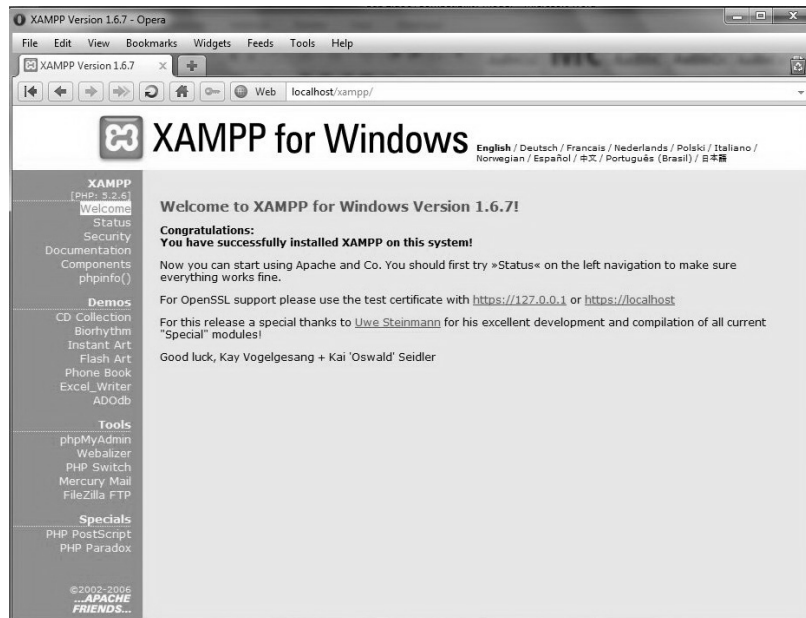 XAMPP Version 1.6.7 - Opera
File Edit View Bookmarks Widgets Feeds Tools Help
XAMPP Version 1.6.7
Web localhost/xampp/
XAMPP for Windows
English / Deutsch / Francais / Nederlands / Polski / Italiano /
Norwegian / Español / 中文 / Português (Brasil) / 日本語
XAMPP
[PHP: 5.2.6]
Welcome
Status
Security
Documentation
Components
phpinfo()
Demos
CD Collection
Biorhythm
Instant Art
Flash Art
Phone Book
Excel_Writer
ADOdb
Tools
phpMyAdmin
Webalizer
PHP Switch
Mercury Mail
FileZilla FTP
Specials
PHP PostScript
PHP Paradox
©2002-2006
...APACHE
FRIENDS...
Welcome to XAMPP for Windows Version 1.6.7!
Congratulations:
You have successfully installed XAMPP on this system!
Now you can start using Apache and Co. You should first try »Status« on the left navigation to make sure
everything works fine.
For OpenSSL support please use the test certificate with https://127.0.0.1 or https://localhost
For this release a special thanks to Uwe Steinmann for his excellent development and compilation of all current
"Special" modules!
Good luck, Kay Vogelgesang + Kai 'Oswald' Seidler